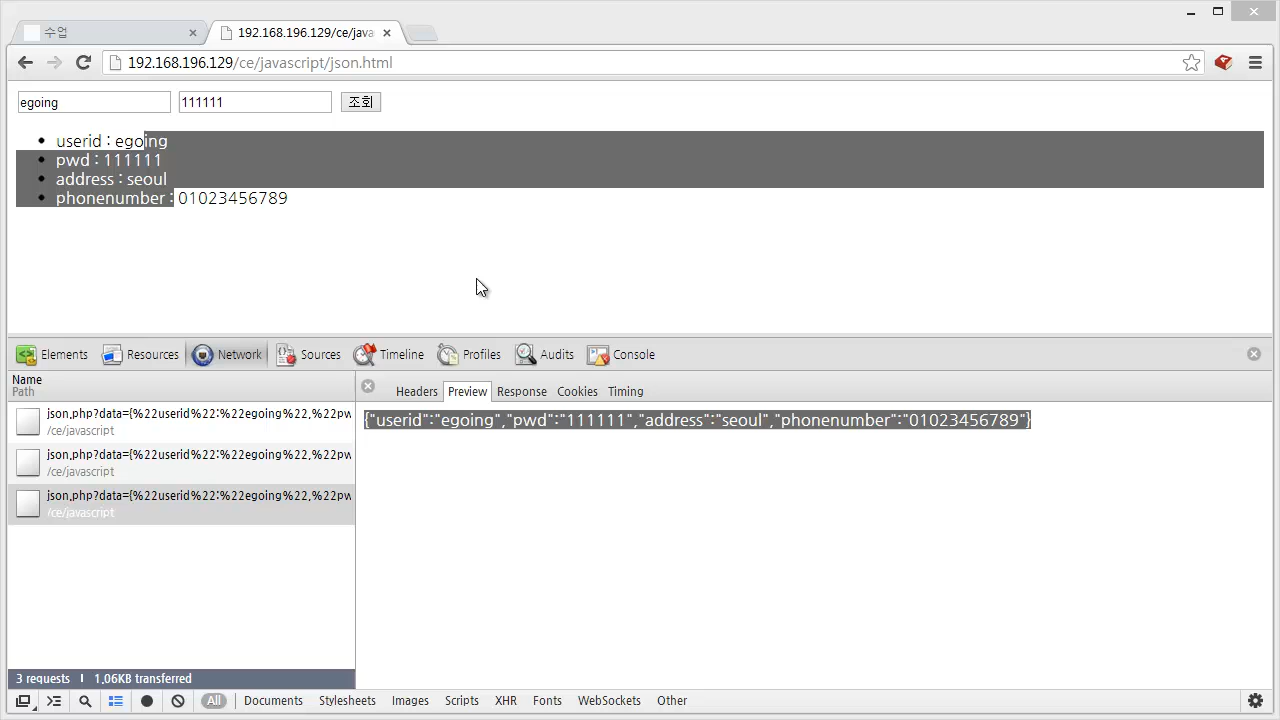 수업
192.168.196.129/ce/java
192.168.196.129/ce/javascript/json.html
egoing 111111 조회
• userid : egoing
• pwd : 111111
• address : seoul
• phonenumber : 01023456789
Elements Resources Network Sources Timeline Profiles Audits Console
Name
Path
Headers Preview Response Cookies Timing
json.php?data={%22userid%22:%22egoing%22,%22pw
/ce/javascript
json.php?data={%22userid%22:%22egoing%22,%22pw
/ce/javascript
json.php?data={%22userid%22:%22egoing%22,%22pw
/ce/javascript
{"userid":"egoing","pwd":"111111","address":"seoul","phonenumber":"01023456789"}
3 requests | 1.06KB transferred
All Documents Stylesheets Images Scripts XHR Fonts WebSockets Other